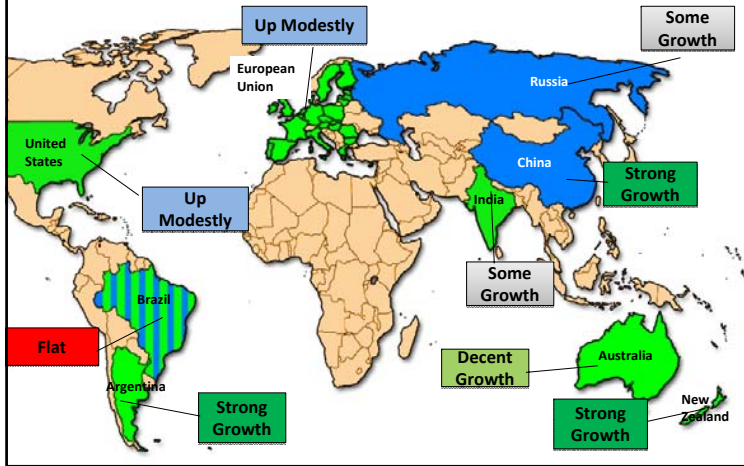 Up Modestly
Some
Growth
European
Union
Russia
United
States
China
Strong
Growth
Up
Modestly
India
Some
Growth
Brazil
Flat
Decent
Growth
Australia
Argentina
Strong
Growth
New
Zealand
Strong
Growth